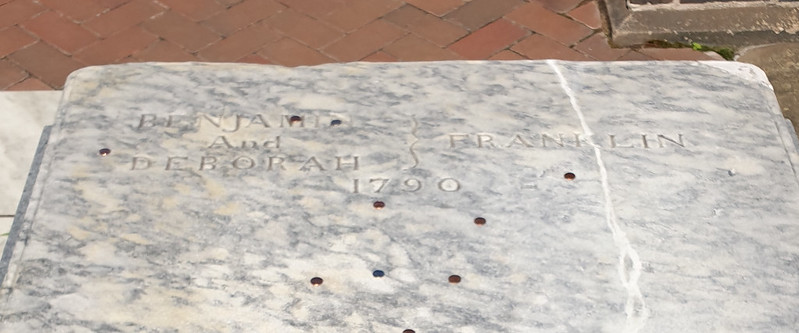 BENJAMIN
And
DEBORAH
FRANKLIN
1790